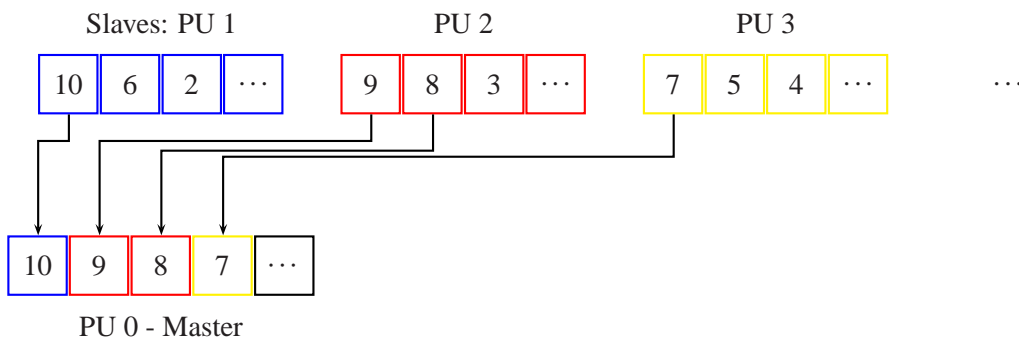 Slaves: PU 1 PU 2 PU 3
10 6 2 ··· 9 8 3 ··· 7 5 4 ··· ···
10 9 8 7 ···
PU 0 - Master